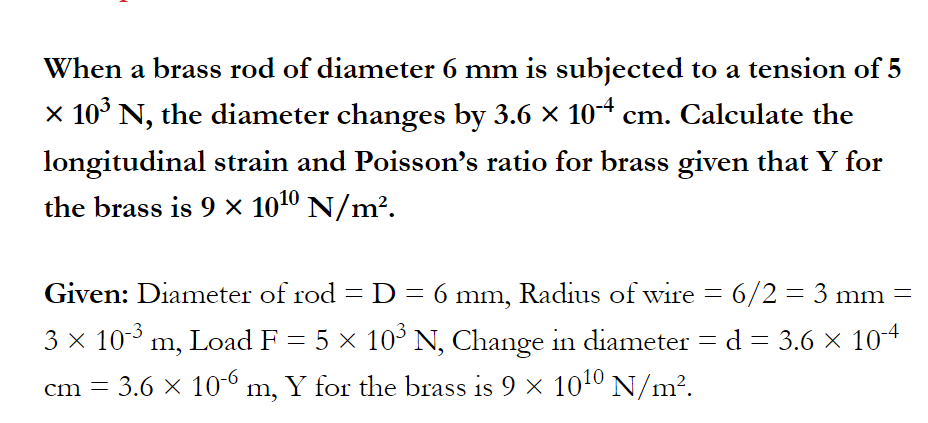 When a brass rod of diameter 6 mm is subjected to a tension of 5
× 10³ N, the diameter changes by 3.6 × 10⁻⁴ cm. Calculate the
longitudinal strain and Poisson’s ratio for brass given that Y for
the brass is 9 × 10¹⁰ N/m².
Given: Diameter of rod = D = 6 mm, Radius of wire = 6/2 = 3 mm =
3 × 10⁻³ m, Load F = 5 × 10³ N, Change in diameter = d = 3.6 × 10⁻⁴
cm = 3.6 × 10⁻⁶ m, Y for the brass is 9 × 10¹⁰ N/m².